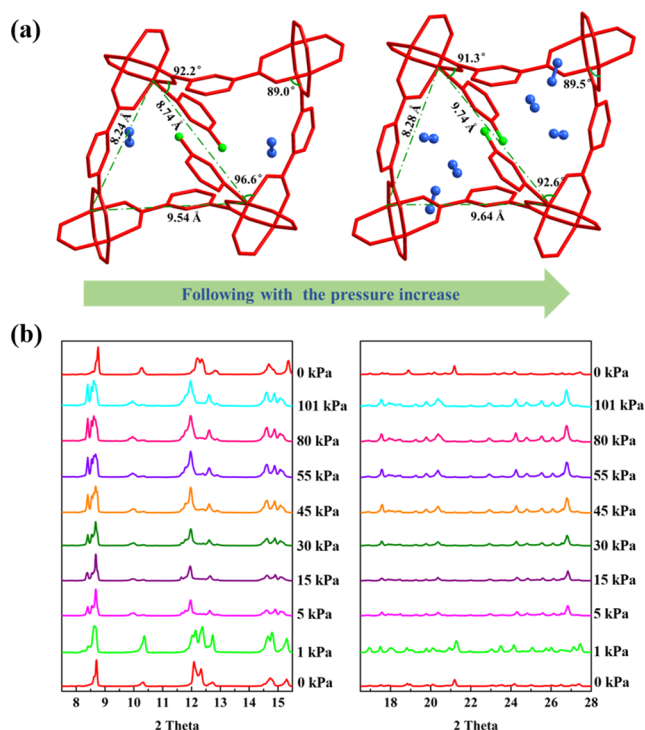 (a)
92.2°
89.0°
8.24 Å
8.74 Å
96.6°
9.54 Å
91.3°
89.5°
8.28 Å
9.74 Å
92.6°
9.64 Å
Following with the pressure increase
(b)
0 kPa
101 kPa
80 kPa
55 kPa
45 kPa
30 kPa
15 kPa
5 kPa
1 kPa
0 kPa
8 9 10 11 12 13 14 15
2 Theta
0 kPa
101 kPa
80 kPa
55 kPa
45 kPa
30 kPa
15 kPa
5 kPa
1 kPa
0 kPa
18 20 22 24 26 28
2 Theta